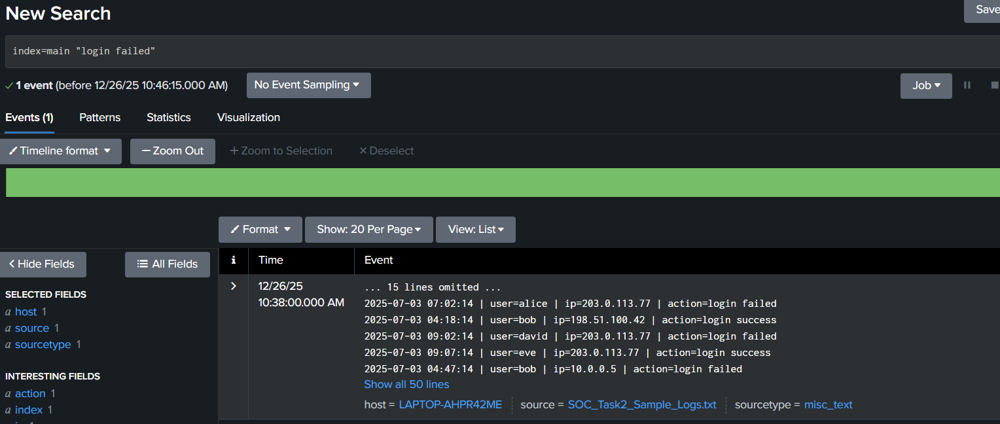 New Search
Save
index=main "login failed"
1 event (before 12/26/25 10:46:15.000 AM)
No Event Sampling
Job
Events (1)
Patterns
Statistics
Visualization
Timeline format
Zoom Out
Zoom to Selection
Deselect
Format
Show: 20 Per Page
View: List
Hide Fields
All Fields
i
Time
Event
SELECTED FIELDS
a host 1
a source 1
a sourcetype 1
INTERESTING FIELDS
a action 1
a index 1
12/26/25
10:38:00.000 AM
... 15 lines omitted ...
2025-07-03 07:02:14 | user=alice | ip=203.0.113.77 | action=login failed
2025-07-03 04:18:14 | user=bob | ip=198.51.100.42 | action=login success
2025-07-03 09:02:14 | user=david | ip=203.0.113.77 | action=login failed
2025-07-03 09:07:14 | user=eve | ip=203.0.113.77 | action=login success
2025-07-03 04:47:14 | user=bob | ip=10.0.0.5 | action=login failed
Show all 50 lines
host = LAPTOP-AHPR42ME
source = SOC_Task2_Sample_Logs.txt
sourcetype = misc_text